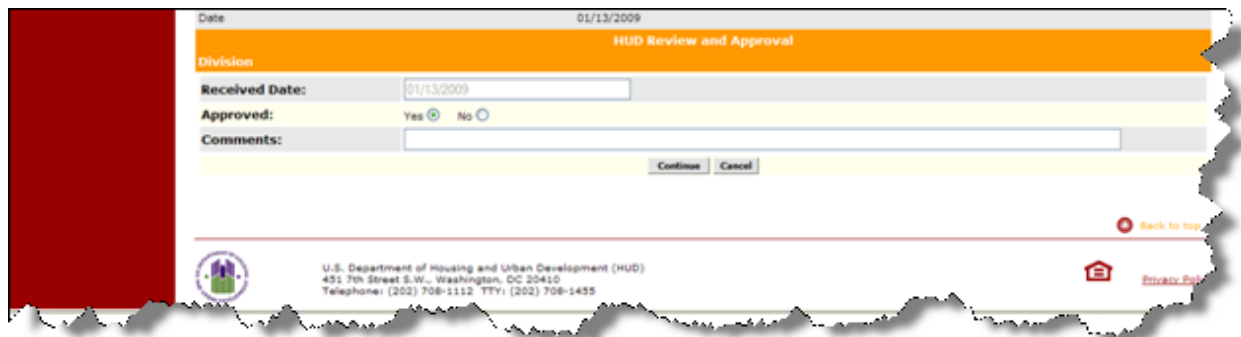 Date 01/13/2009
HUD Review and Approval
Division
Received Date: 01/13/2009
Approved: Yes No
Comments:
Continue Cancel
Back to top
U.S. Department of Housing and Urban Development (HUD)
451 7th Street S.W., Washington, DC 20410
Telephone: (202) 708-1112 TTY: (202) 708-1455
Privacy